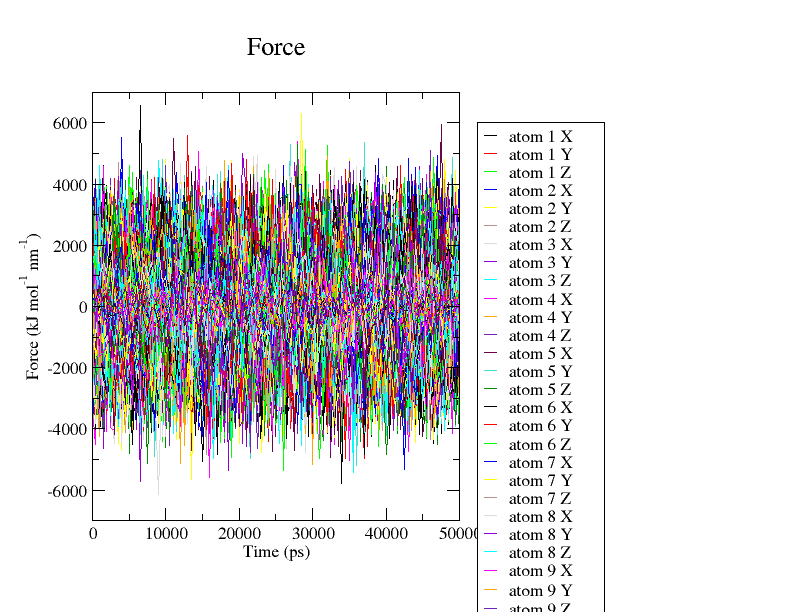 Force
6000
4000
2000
0
-2000
-4000
-6000
Force (kJ mol-1 nm-1)
0 10000 20000 30000 40000 50000
Time (ps)
atom 1 X
atom 1 Y
atom 1 Z
atom 2 X
atom 2 Y
atom 2 Z
atom 3 X
atom 3 Y
atom 3 Z
atom 4 X
atom 4 Y
atom 4 Z
atom 5 X
atom 5 Y
atom 5 Z
atom 6 X
atom 6 Y
atom 6 Z
atom 7 X
atom 7 Y
atom 7 Z
atom 8 X
atom 8 Y
atom 8 Z
atom 9 X
atom 9 Y
atom 9 Z